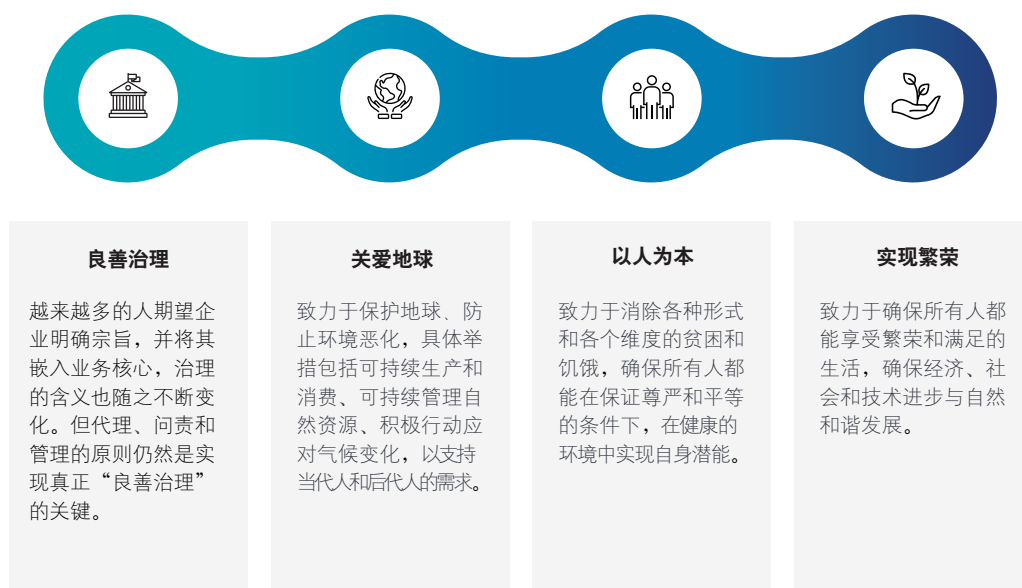 良善治理
越来越多的人期望企
业明确宗旨，并将其
嵌入业务核心，治理
的含义也随之不断变
化。但代理、问责和
管理的原则仍然是实
现真正“良善治理”
的关键。
关爱地球
致力于保护地球、防
止环境恶化，具体举
措包括可持续生产和
消费、可持续管理自
然资源、积极行动应
对气候变化，以支持
当代人和后代人的需求。
以人为本
致力于消除各种形式
和各个维度的贫困和
饥饿，确保所有人都
能在保证尊严和平等
的条件下，在健康的
环境中实现自身潜能。
实现繁荣
致力于确保所有人都
能享受繁荣和满足的
生活，确保经济、社
会和技术进步与自然
和谐发展。